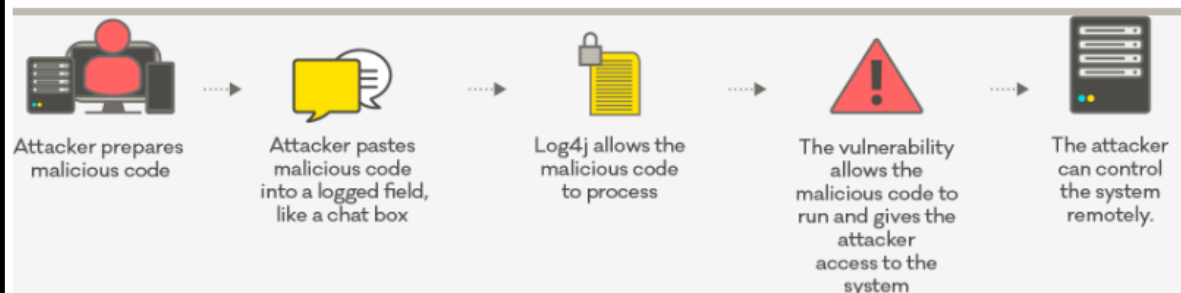 Attacker prepares
malicious code
Attacker pastes
malicious code
into a logged field,
like a chat box
Log4j allows the
malicious code
to process
The vulnerability
allows the
malicious code to
run and gives the
attacker
access to the
system
The attacker
can control
the system
remotely.